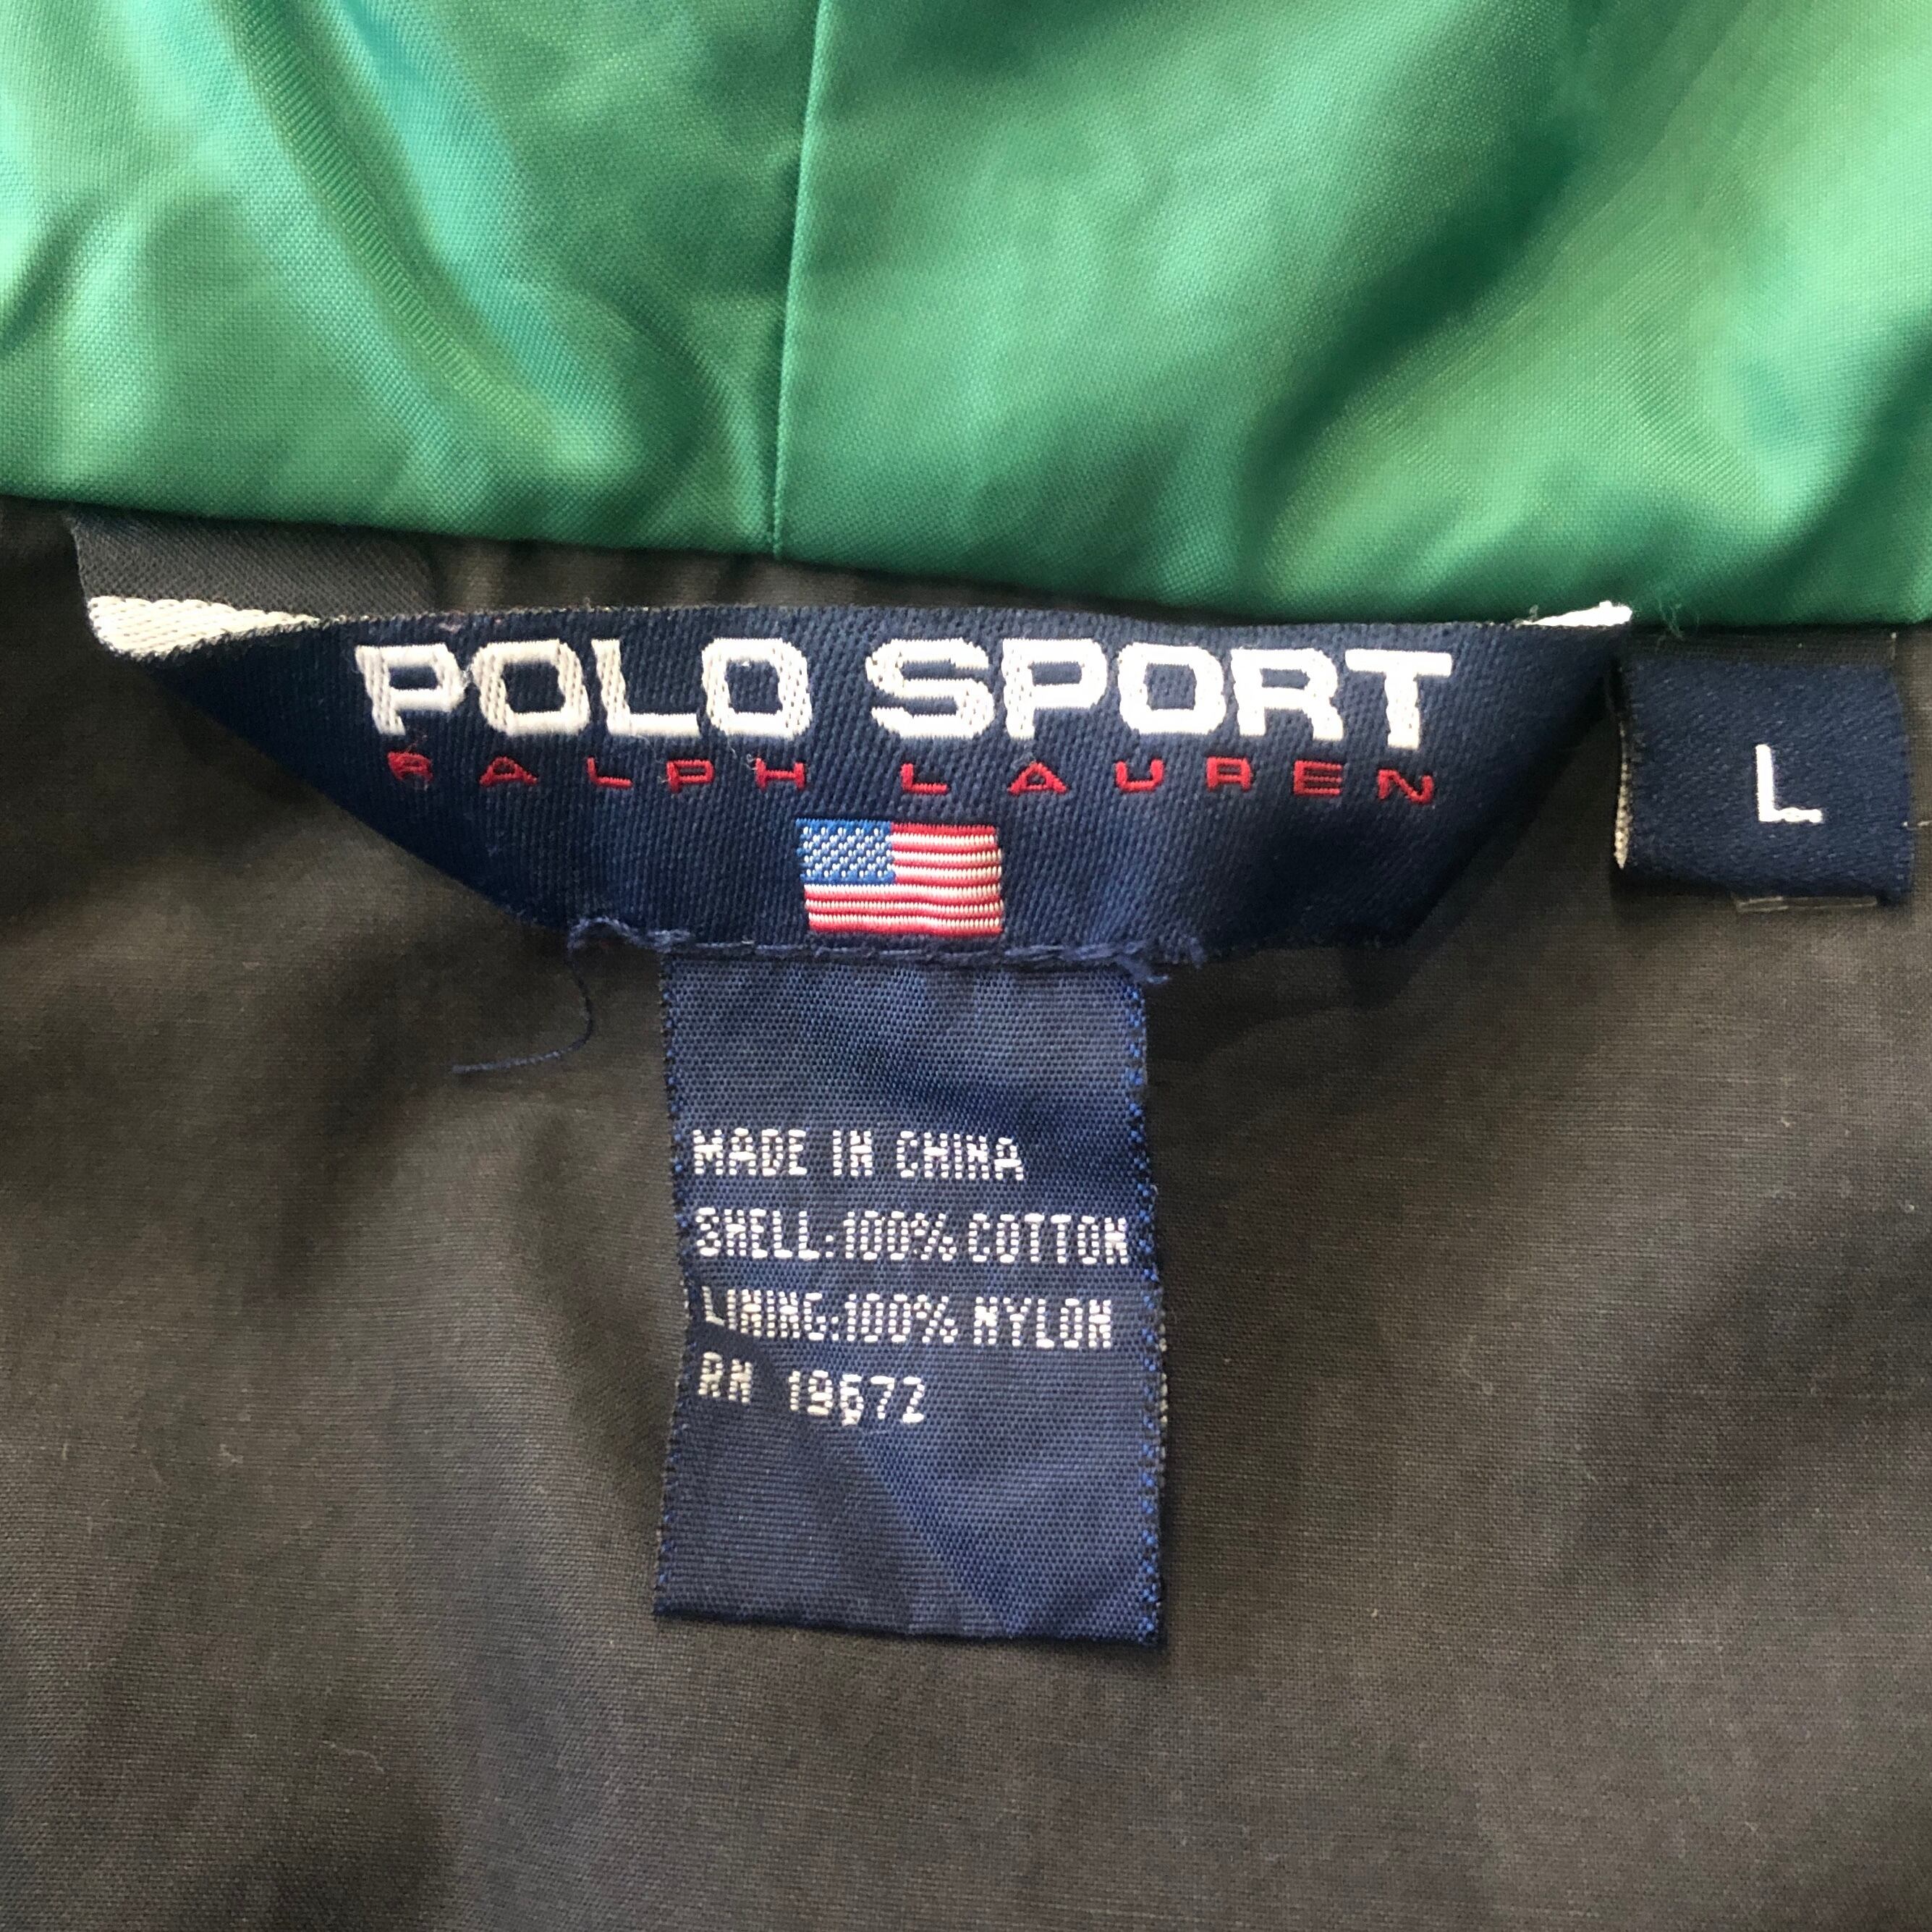 POLO SPORT
RALPH LAUREN
L
MADE IN CHINA
SHELL:100% COTTON
LINING:100% NYLON
RN 19672